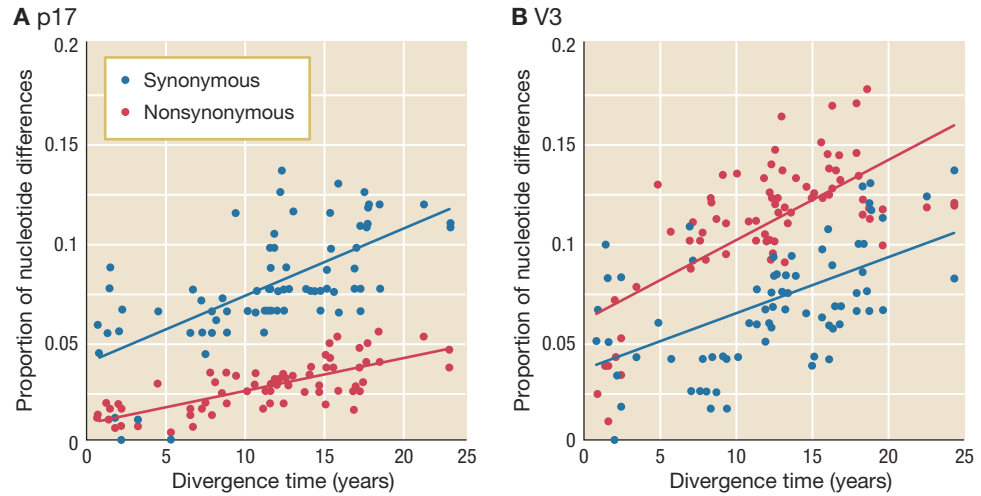 A p17
Proportion of nucleotide differences
0.2
0.15
0.1
0.05
0
Synonymous
Nonsynonymous
0 5 10 15 20 25
Divergence time (years)
B V3
Proportion of nucleotide differences
0.2
0.15
0.1
0.05
0
0 5 10 15 20 25
Divergence time (years)